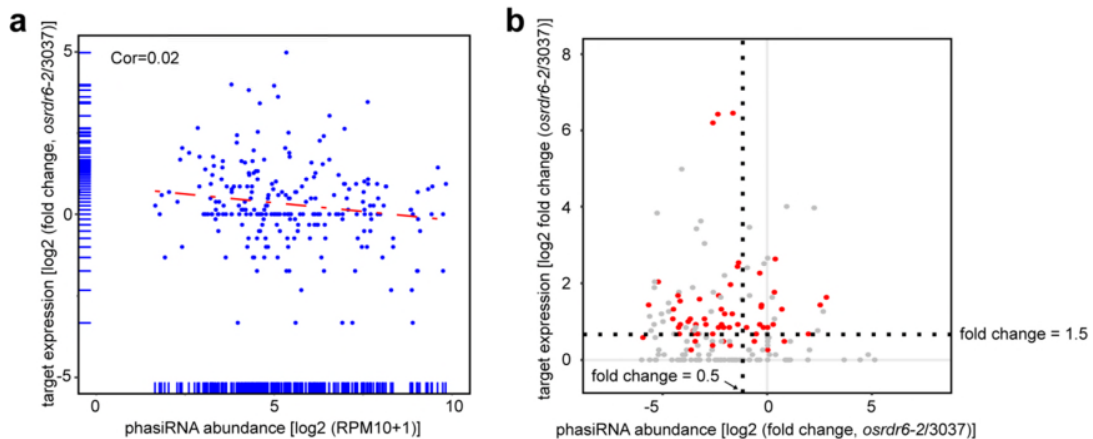 a
target expression [log2 (fold change, osrdr6-2/3037)]
5
0
-5
Cor=0.02
0
5
10
phasiRNA abundance [log2 (RPM10+1)]
b
target expression [log2 fold change (osrdr6-2/3037)]
8
6
4
2
0
fold change = 1.5
fold change = 0.5
-5
0
5
phasiRNA abundance [log2 (fold change, osrdr6-2/3037)]